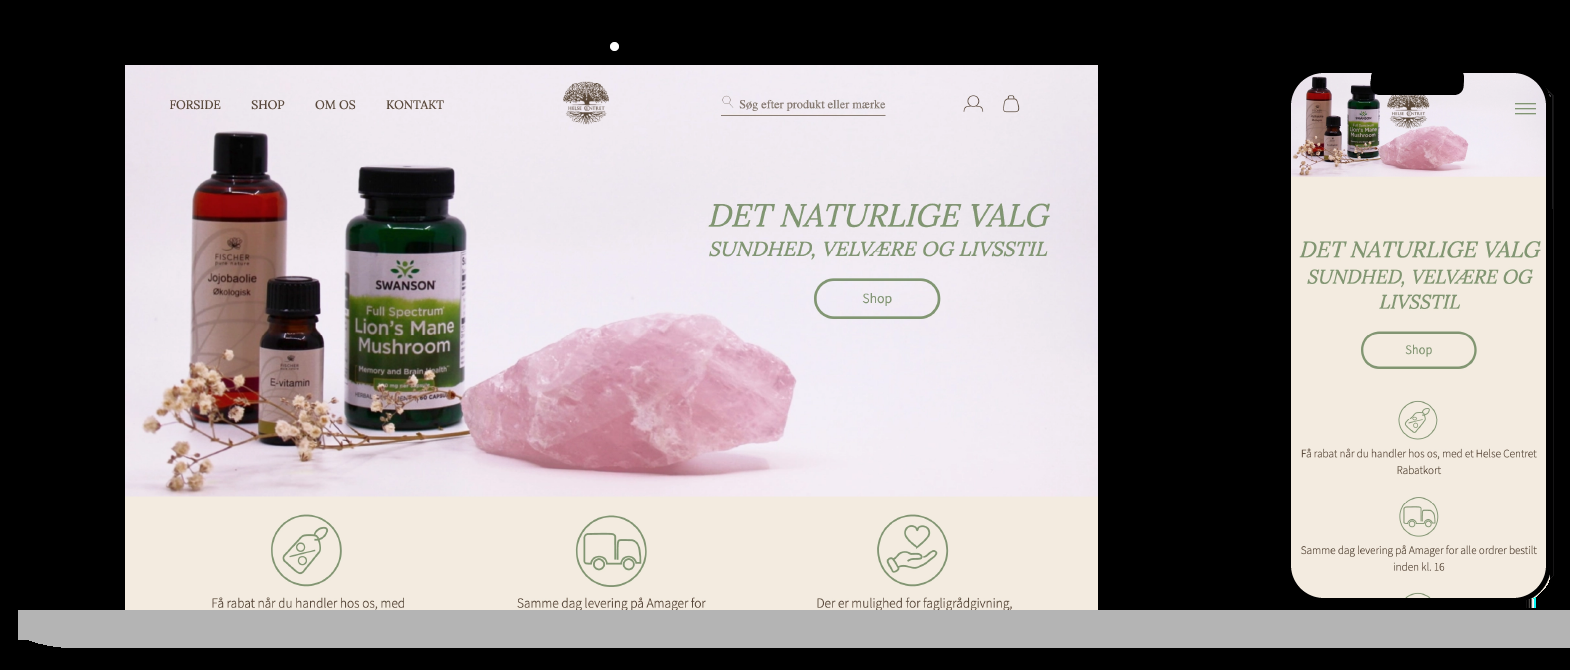 FORSIDE SHOP OM OS KONTAKT
HELSE CENTRET
Søg efter produkt eller mærke
DET NATURLIGE VALG
SUNDHED, VELVÆRE OG LIVSSTIL
Shop
FISCHER
pure nature
Jojobaolie
Økologisk
E-vitamin
SWANSON
Full Spectrum
Lion's Mane
Mushroom
Memory and Brain Health
Få rabat når du handler hos os, med
Samme dag levering på Amager for
Der er mulighed for fagligrådgivning,
HELSE CENTRET
SWANSON
Lion's Mane
Mushroom
DET NATURLIGE VALG
SUNDHED, VELVÆRE OG
LIVSSTIL
Shop
Få rabat når du handler hos os, med et Helse Centret
Rabatkort
Samme dag levering på Amager for alle ordrer bestilt
inden kl. 16